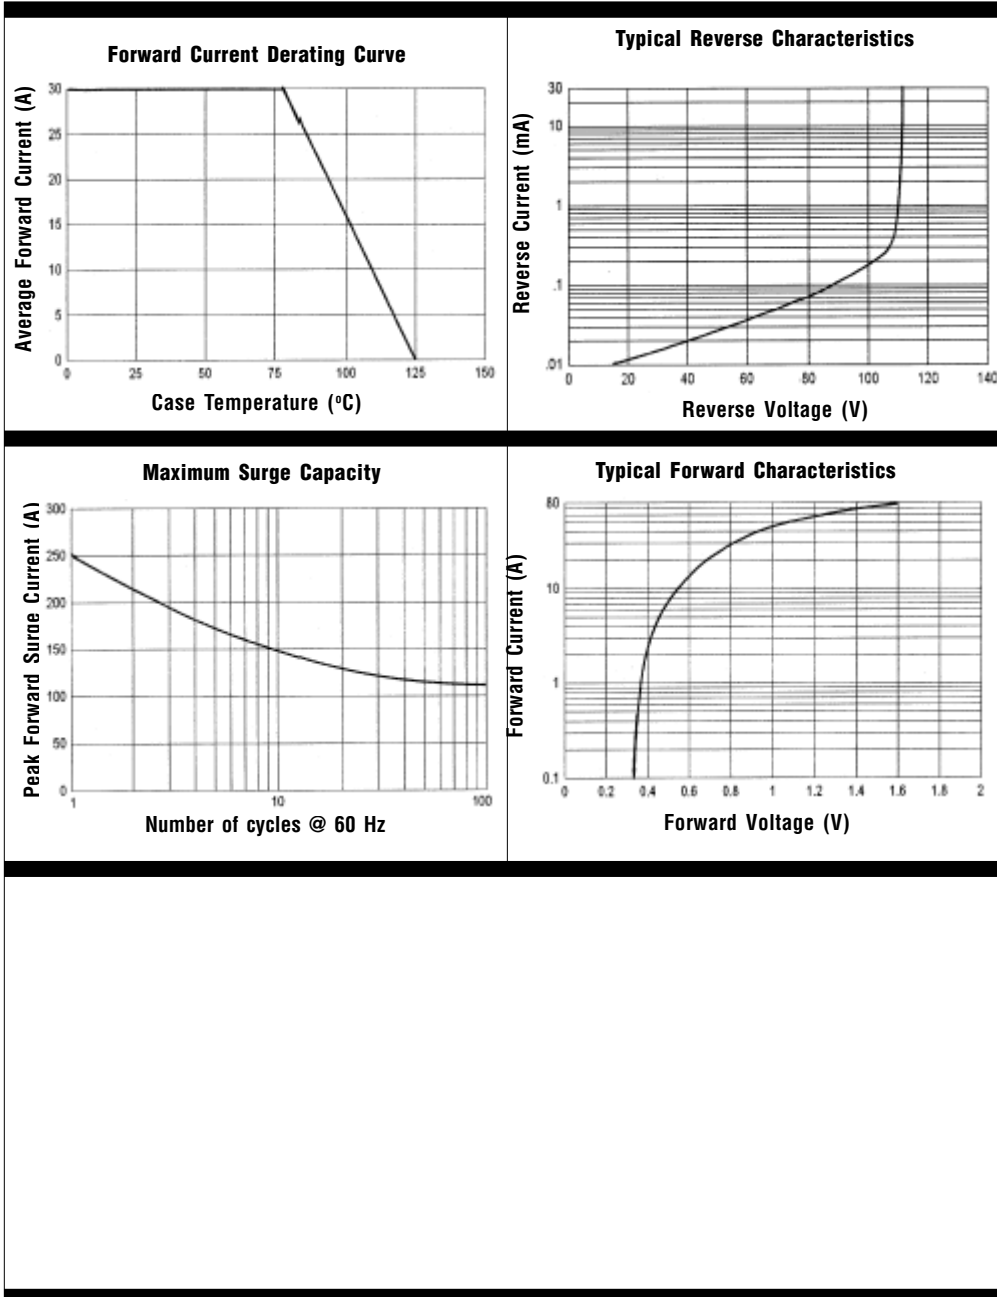 Forward Current Derating Curve
Average Forward Current (A)
30
25
20
15
10
5
0
0 25 50 75 100 125 150
Case Temperature (°C)
Typical Reverse Characteristics
Reverse Current (mA)
30
10
1
.1
.01
0 20 40 60 80 100 120 140
Reverse Voltage (V)
Maximum Surge Capacity
Peak Forward Surge Current (A)
300
250
200
150
100
50
0
1 10 100
Number of cycles @ 60 Hz
Typical Forward Characteristics
Forward Current (A)
80
10
1
0.1
0 0.2 0.4 0.6 0.8 1 1.2 1.4 1.6 1.8 2
Forward Voltage (V)